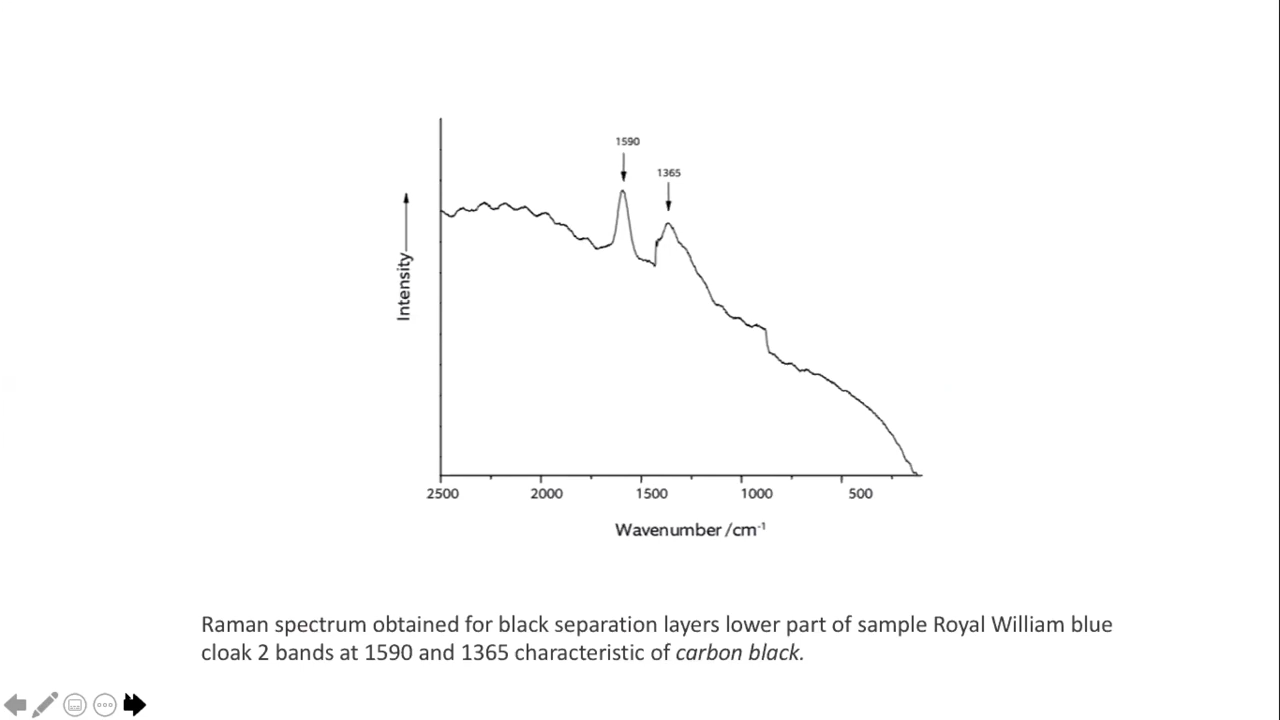 1590
1365
Intensity
2500 2000 1500 1000 500
Wavenumber /cm-1
Raman spectrum obtained for black separation layers lower part of sample Royal William blue
cloak 2 bands at 1590 and 1365 characteristic of carbon black.